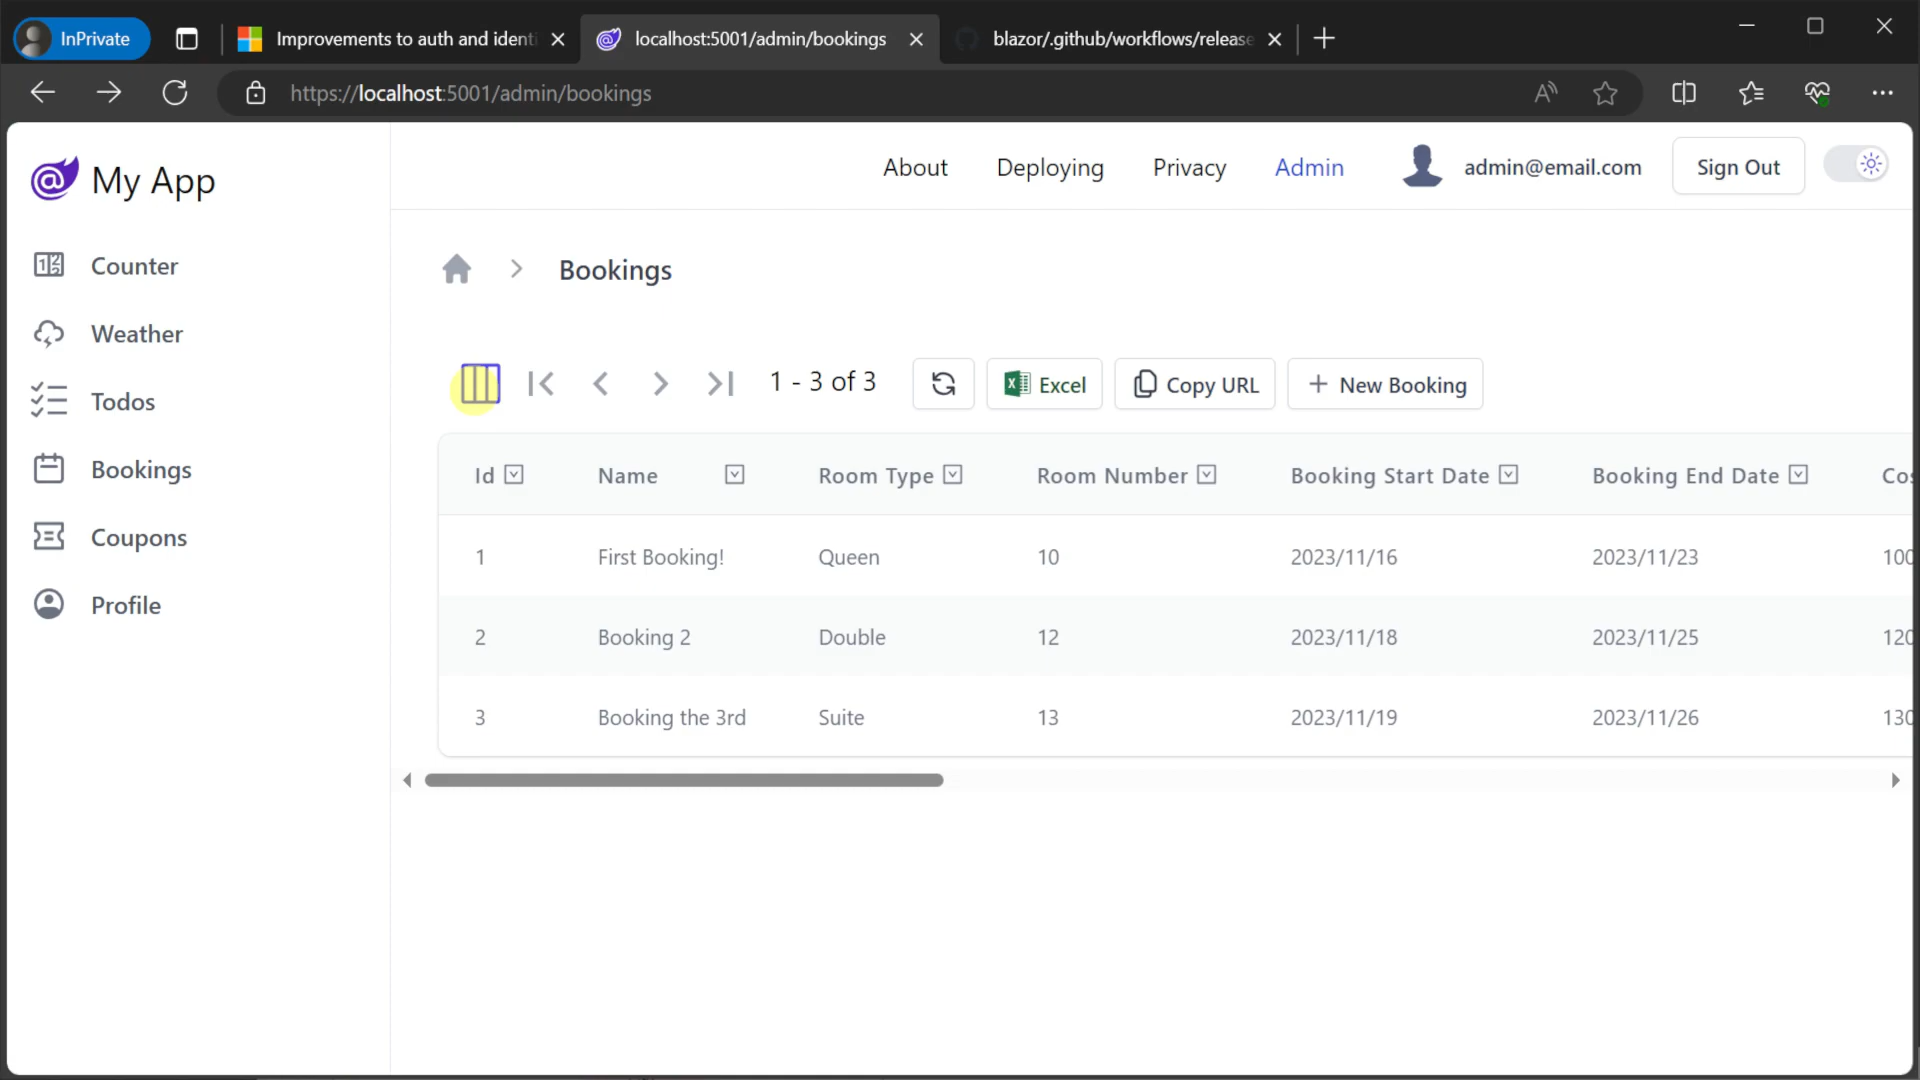 InPrivate
Improvements to auth and identi
localhost:5001/admin/bookings
blazor/.github/workflows/release
https://localhost:5001/admin/bookings
My App
About
Deploying
Privacy
Admin
admin@email.com
Sign Out
Counter
Weather
Todos
Bookings
Coupons
Profile
Bookings
1 - 3 of 3
Excel
Copy URL
New Booking
Id Name Room Type Room Number Booking Start Date Booking End Date Cos
1 First Booking! Queen 10 2023/11/16 2023/11/23 100
2 Booking 2 Double 12 2023/11/18 2023/11/25 120
3 Booking the 3rd Suite 13 2023/11/19 2023/11/26 130